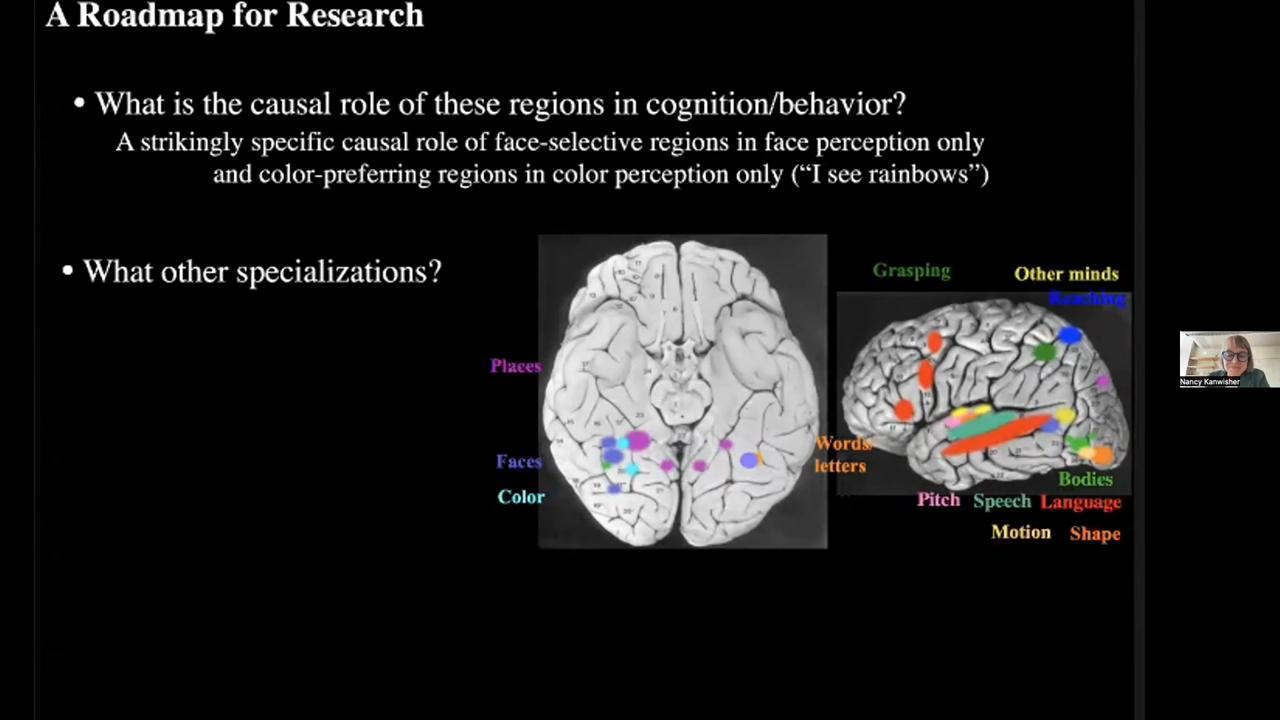 A Roadmap for Research
• What is the causal role of these regions in cognition/behavior?
A strikingly specific causal role of face-selective regions in face perception only
and color-preferring regions in color perception only (“I see rainbows”)
• What other specializations?
Grasping
Other minds
Reaching
Places
Faces
Color
Words
letters
Bodies
Pitch Speech Language
Motion Shape
Nancy Kanwisher